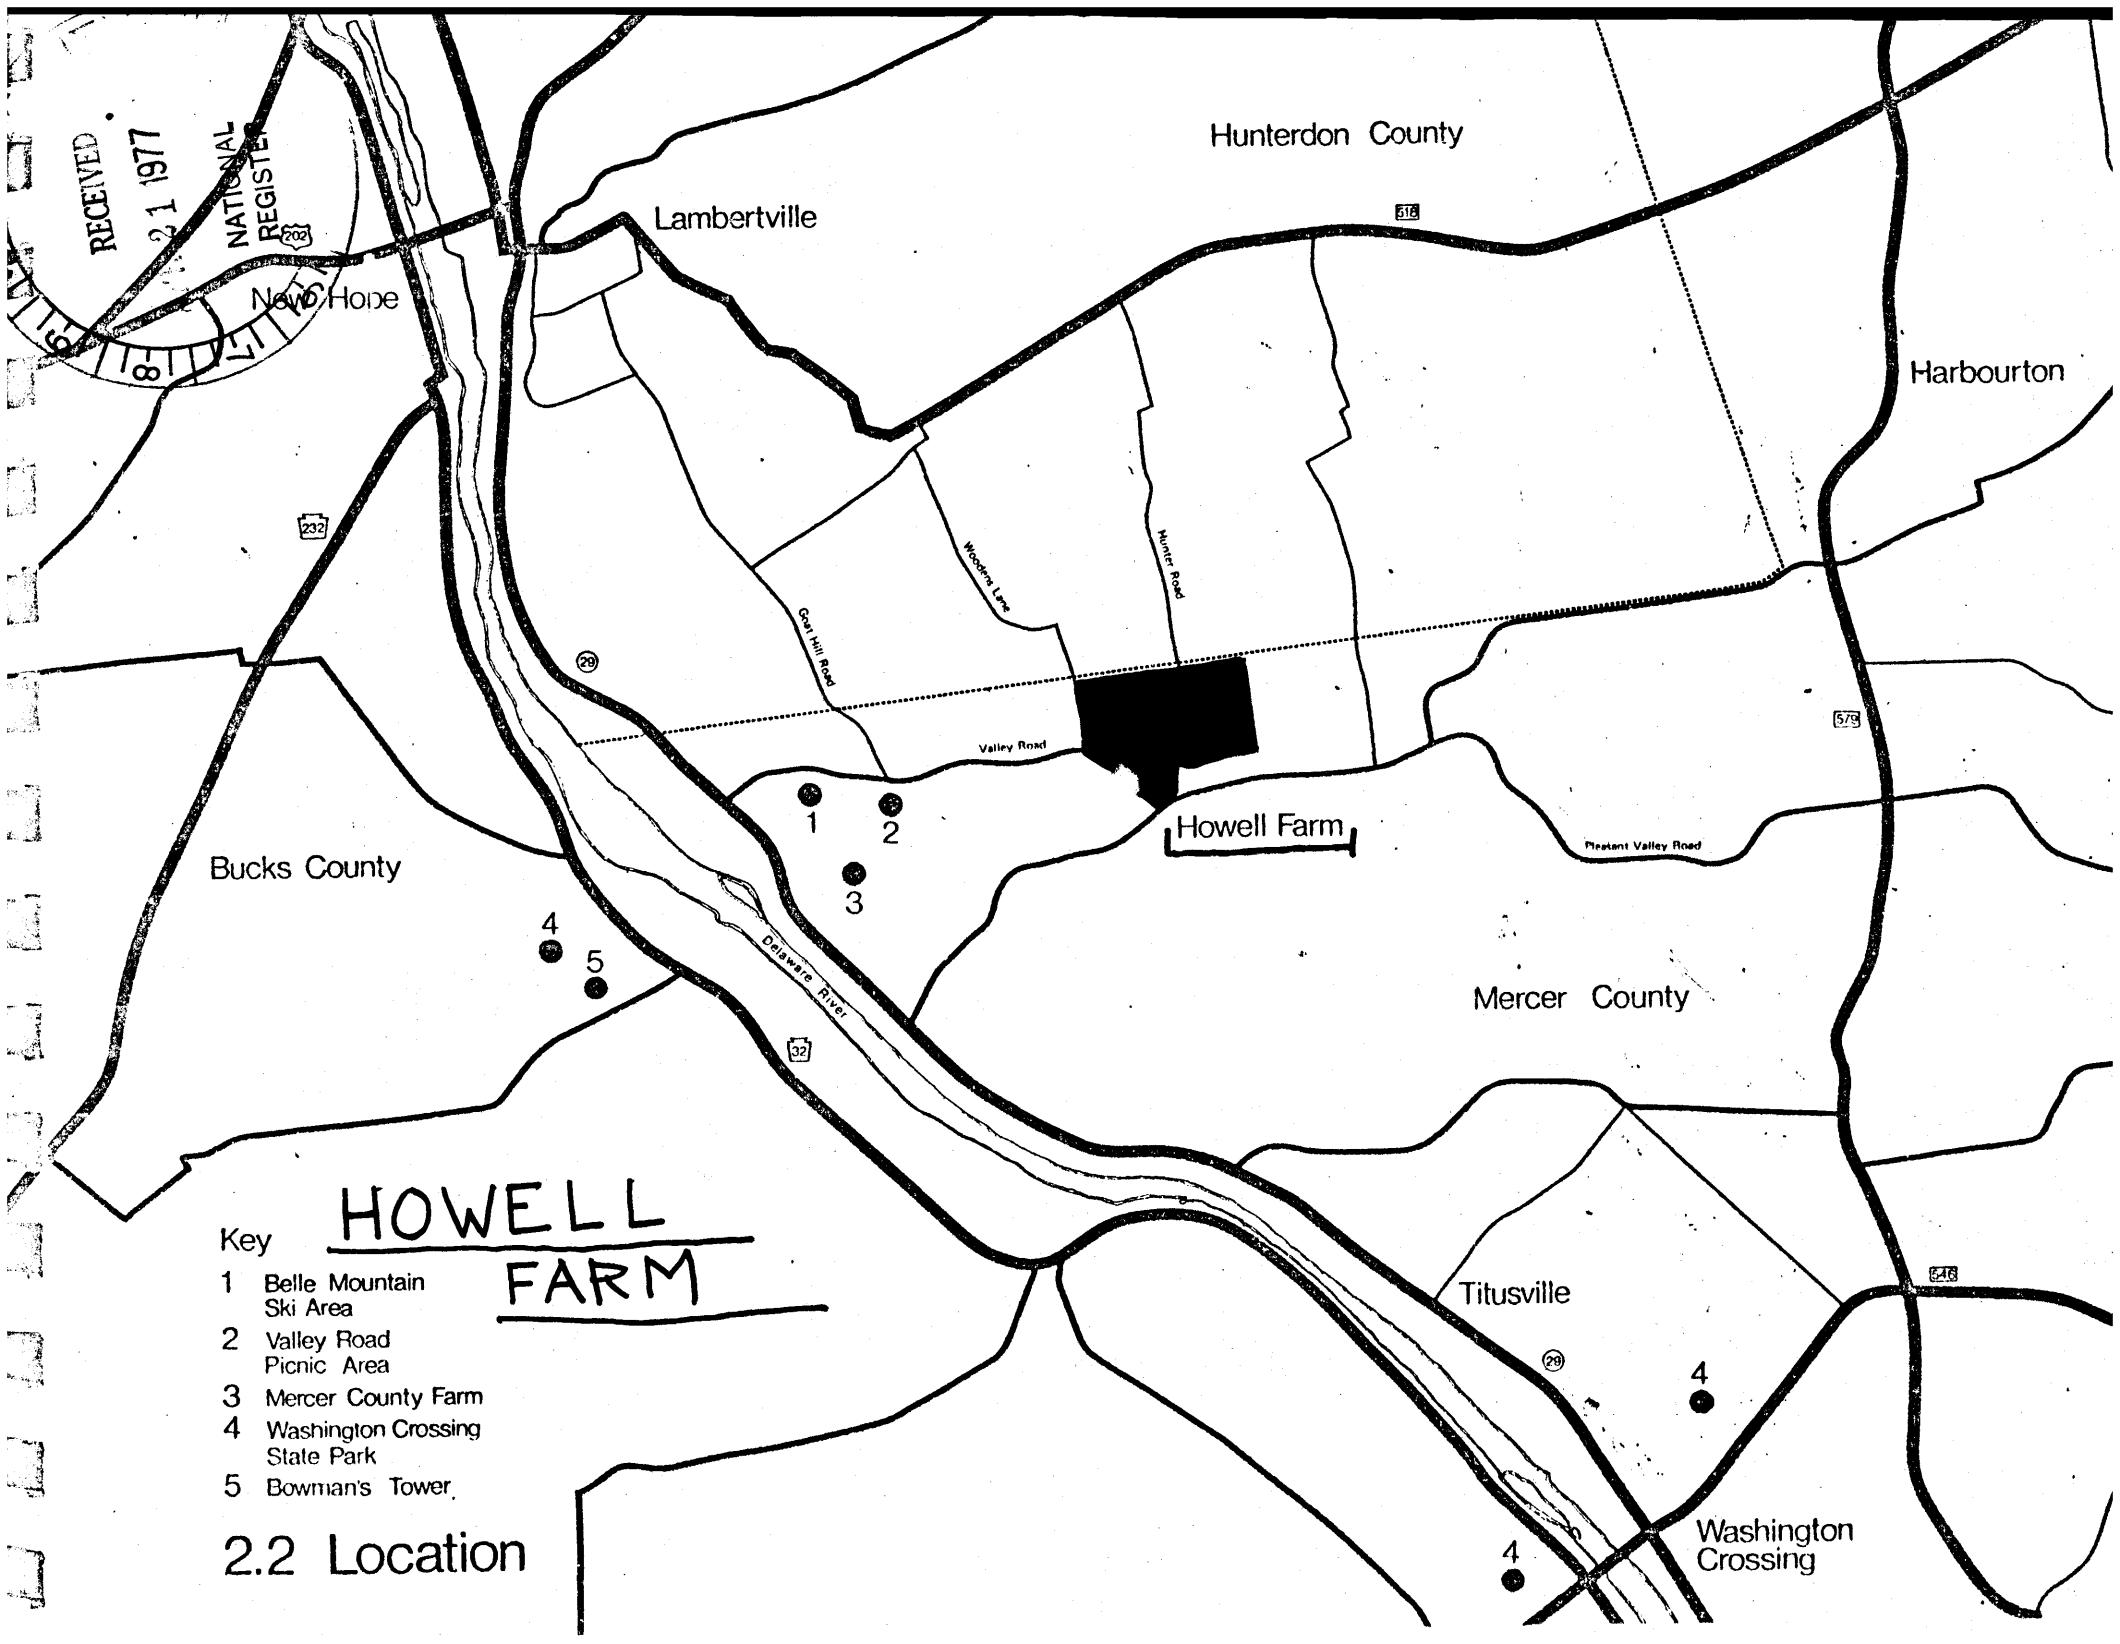 RECEIVED
21 1977
NATIONAL
REGISTER
202
New Hope
6
8
7
Lambertville
Hunterdon County
518
Harbourton
232
29
Goat Hill Road
Woodens Lane
Hunter Road
Valley Road
579
1
2
3
Howell Farm
Pleasant Valley Road
Bucks County
4
5
Delaware River
32
Mercer County
Titusville
546
29
4
4
Washington
Crossing
HOWELL
FARM
Key
1 Belle Mountain
Ski Area
2 Valley Road
Picnic Area
3 Mercer County Farm
4 Washington Crossing
State Park
5 Bowman's Tower
2.2 Location